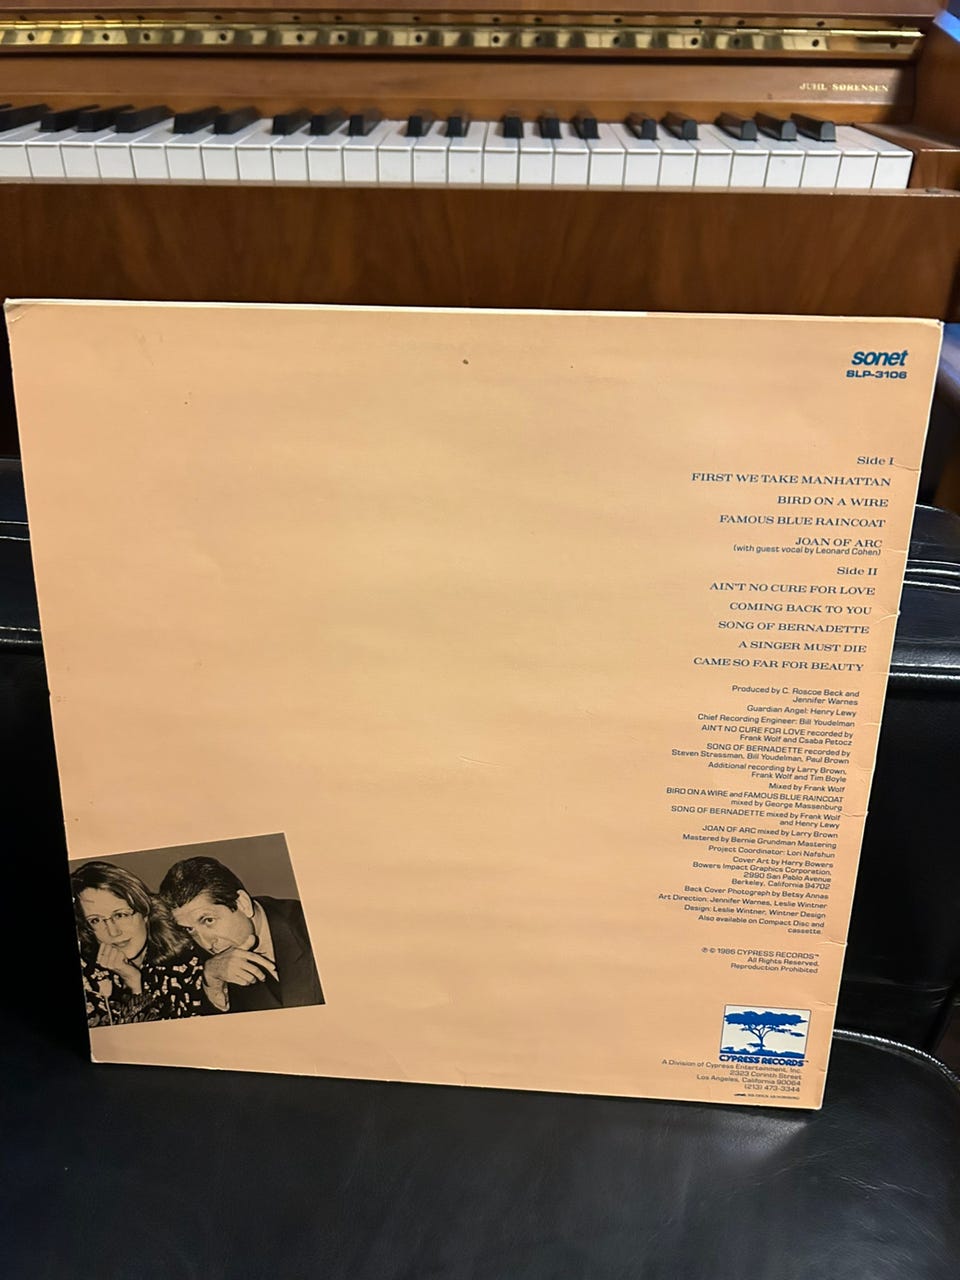 JUHL SØRENSEN
sonet
SLP-3106
Side I
FIRST WE TAKE MANHATTAN
BIRD ON A WIRE
FAMOUS BLUE RAINCOAT
JOAN OF ARC
(with guest vocal by Leonard Cohen)
Side II
AIN'T NO CURE FOR LOVE
COMING BACK TO YOU
SONG OF BERNADETTE
A SINGER MUST DIE
CAME SO FAR FOR BEAUTY
Produced by C. Roscoe Beck and
Jennifer Warnes
Guardian Angel: Henry Lewy
Chief Recording Engineer: Bill Youdelman
AIN'T NO CURE FOR LOVE recorded by
Frank Wolf and Csaba Petocz
SONG OF BERNADETTE recorded by
Steven Strassman, Bill Youdelman, Paul Brown
Additional recording by Larry Brown,
Frank Wolf and Tim Boyle
Mixed by Frank Wolf
BIRD ON A WIRE and FAMOUS BLUE RAINCOAT
mixed by George Massenburg
SONG OF BERNADETTE mixed by Frank Wolf
and Henry Lewy
JOAN OF ARC mixed by Larry Brown
Mastered by Bernie Grundman Mastering
Project Coordinator: Lori Nafshun
Cover Art by Harry Bowers
Bowers Impact Graphics Corporation,
2990 San Pablo Avenue
Berkeley, California 94702
Back Cover Photograph by Betsy Annas
Art Direction: Jennifer Warnes, Leslie Wintner
Design: Leslie Wintner, Wintner Design
Also available on Compact Disc and
cassette.
℗ © 1986 CYPRESS RECORDS™
All Rights Reserved.
Reproduction Prohibited
CYPRESS RECORDS™
A Division of Cypress Entertainment, Inc.
2323 Corinth Street
Los Angeles, California 90064
(213) 473-3344